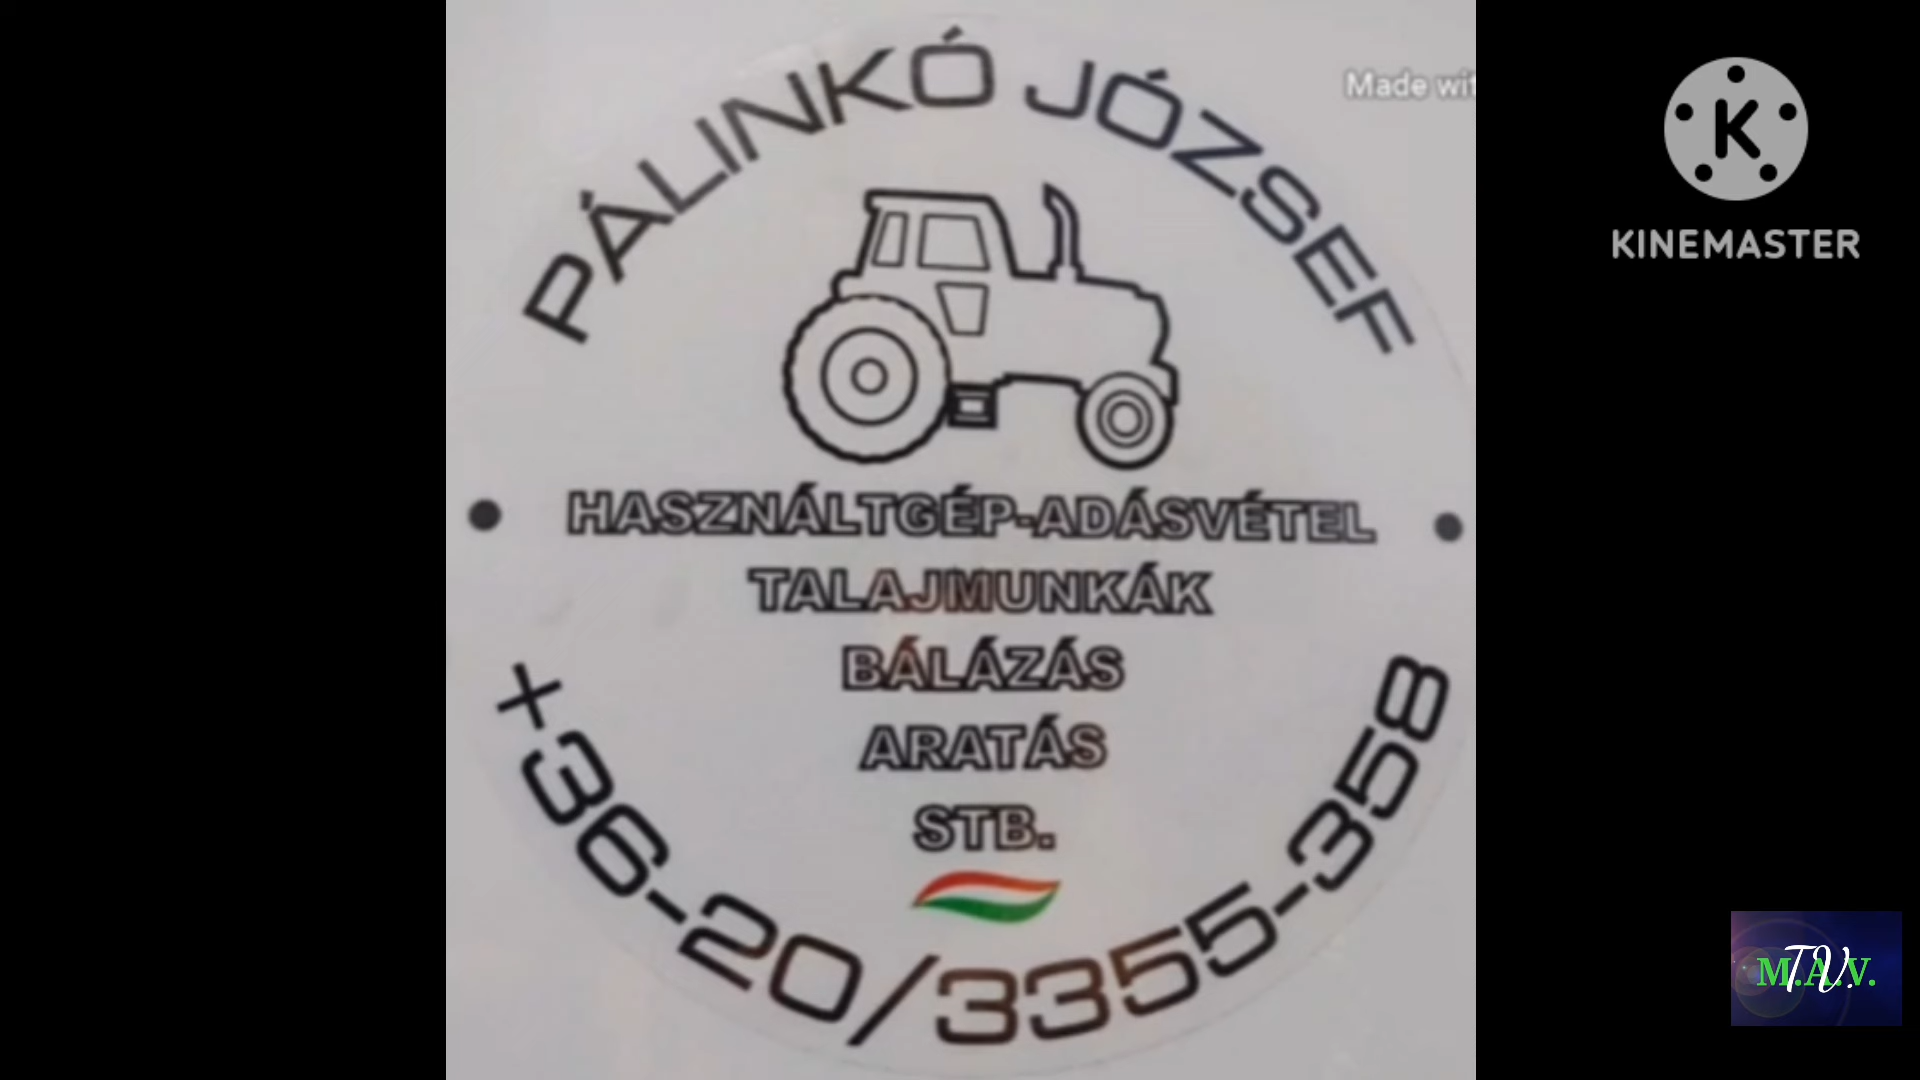 PÁLINKÓ JÓZSEF
Made wit
KINEMASTER
HASZNÁLTGÉP-ADÁSVÉTEL
TALAJMUNKÁK
BÁLÁZÁS
ARATÁS
STB.
+36-20/3355-358
M.A.V.
TV.